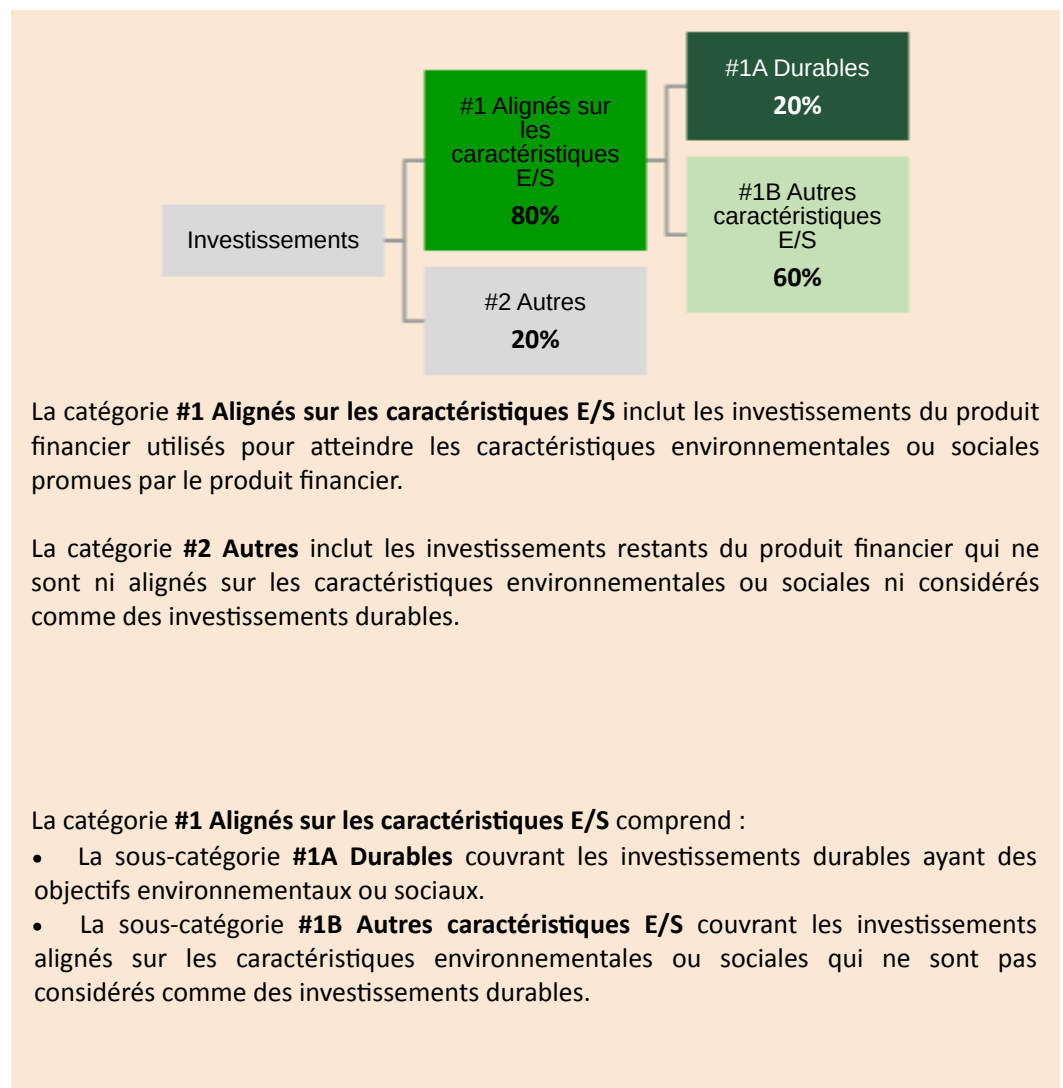 #1A Durables
20%
#1 Alignés sur
les
caractéristiques
E/S
80%
#1B Autres
caractéristiques
E/S
60%
Investissements
#2 Autres
20%
La catégorie #1 Alignés sur les caractéristiques E/S inclut les investissements du produit
financier utilisés pour atteindre les caractéristiques environnementales ou sociales
promues par le produit financier.
La catégorie #2 Autres inclut les investissements restants du produit financier qui ne
sont ni alignés sur les caractéristiques environnementales ou sociales ni considérés
comme des investissements durables.
La catégorie #1 Alignés sur les caractéristiques E/S comprend :
• La sous-catégorie #1A Durables couvrant les investissements durables ayant des
objectifs environnementaux ou sociaux.
• La sous-catégorie #1B Autres caractéristiques E/S couvrant les investissements
alignés sur les caractéristiques environnementales ou sociales qui ne sont pas
considérés comme des investissements durables.